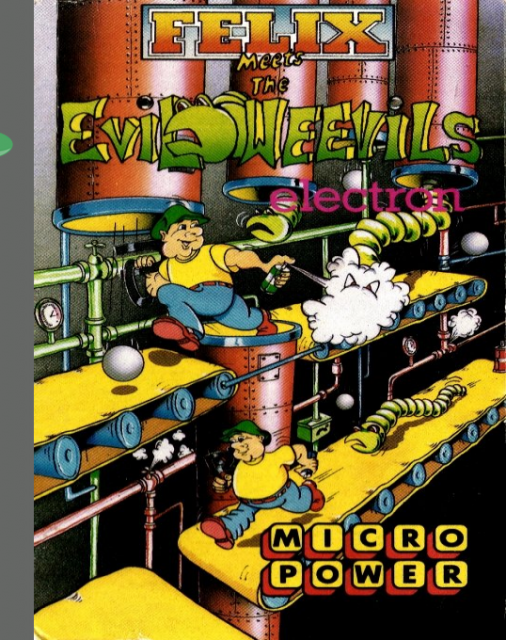 FELIX
Meets
The
EVIL WEEVILS
electron
MICRO
POWER